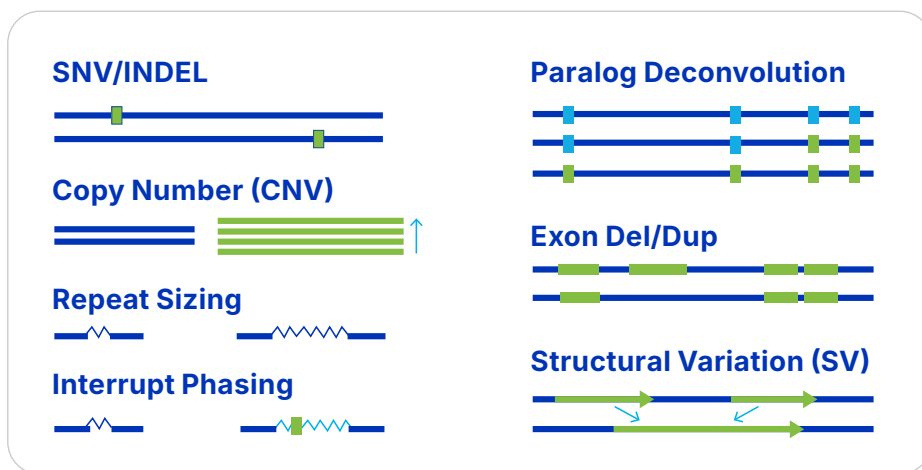 SNV/INDEL
Copy Number (CNV)
Repeat Sizing
Interrupt Phasing
Paralog Deconvolution
Exon Del/Dup
Structural Variation (SV)